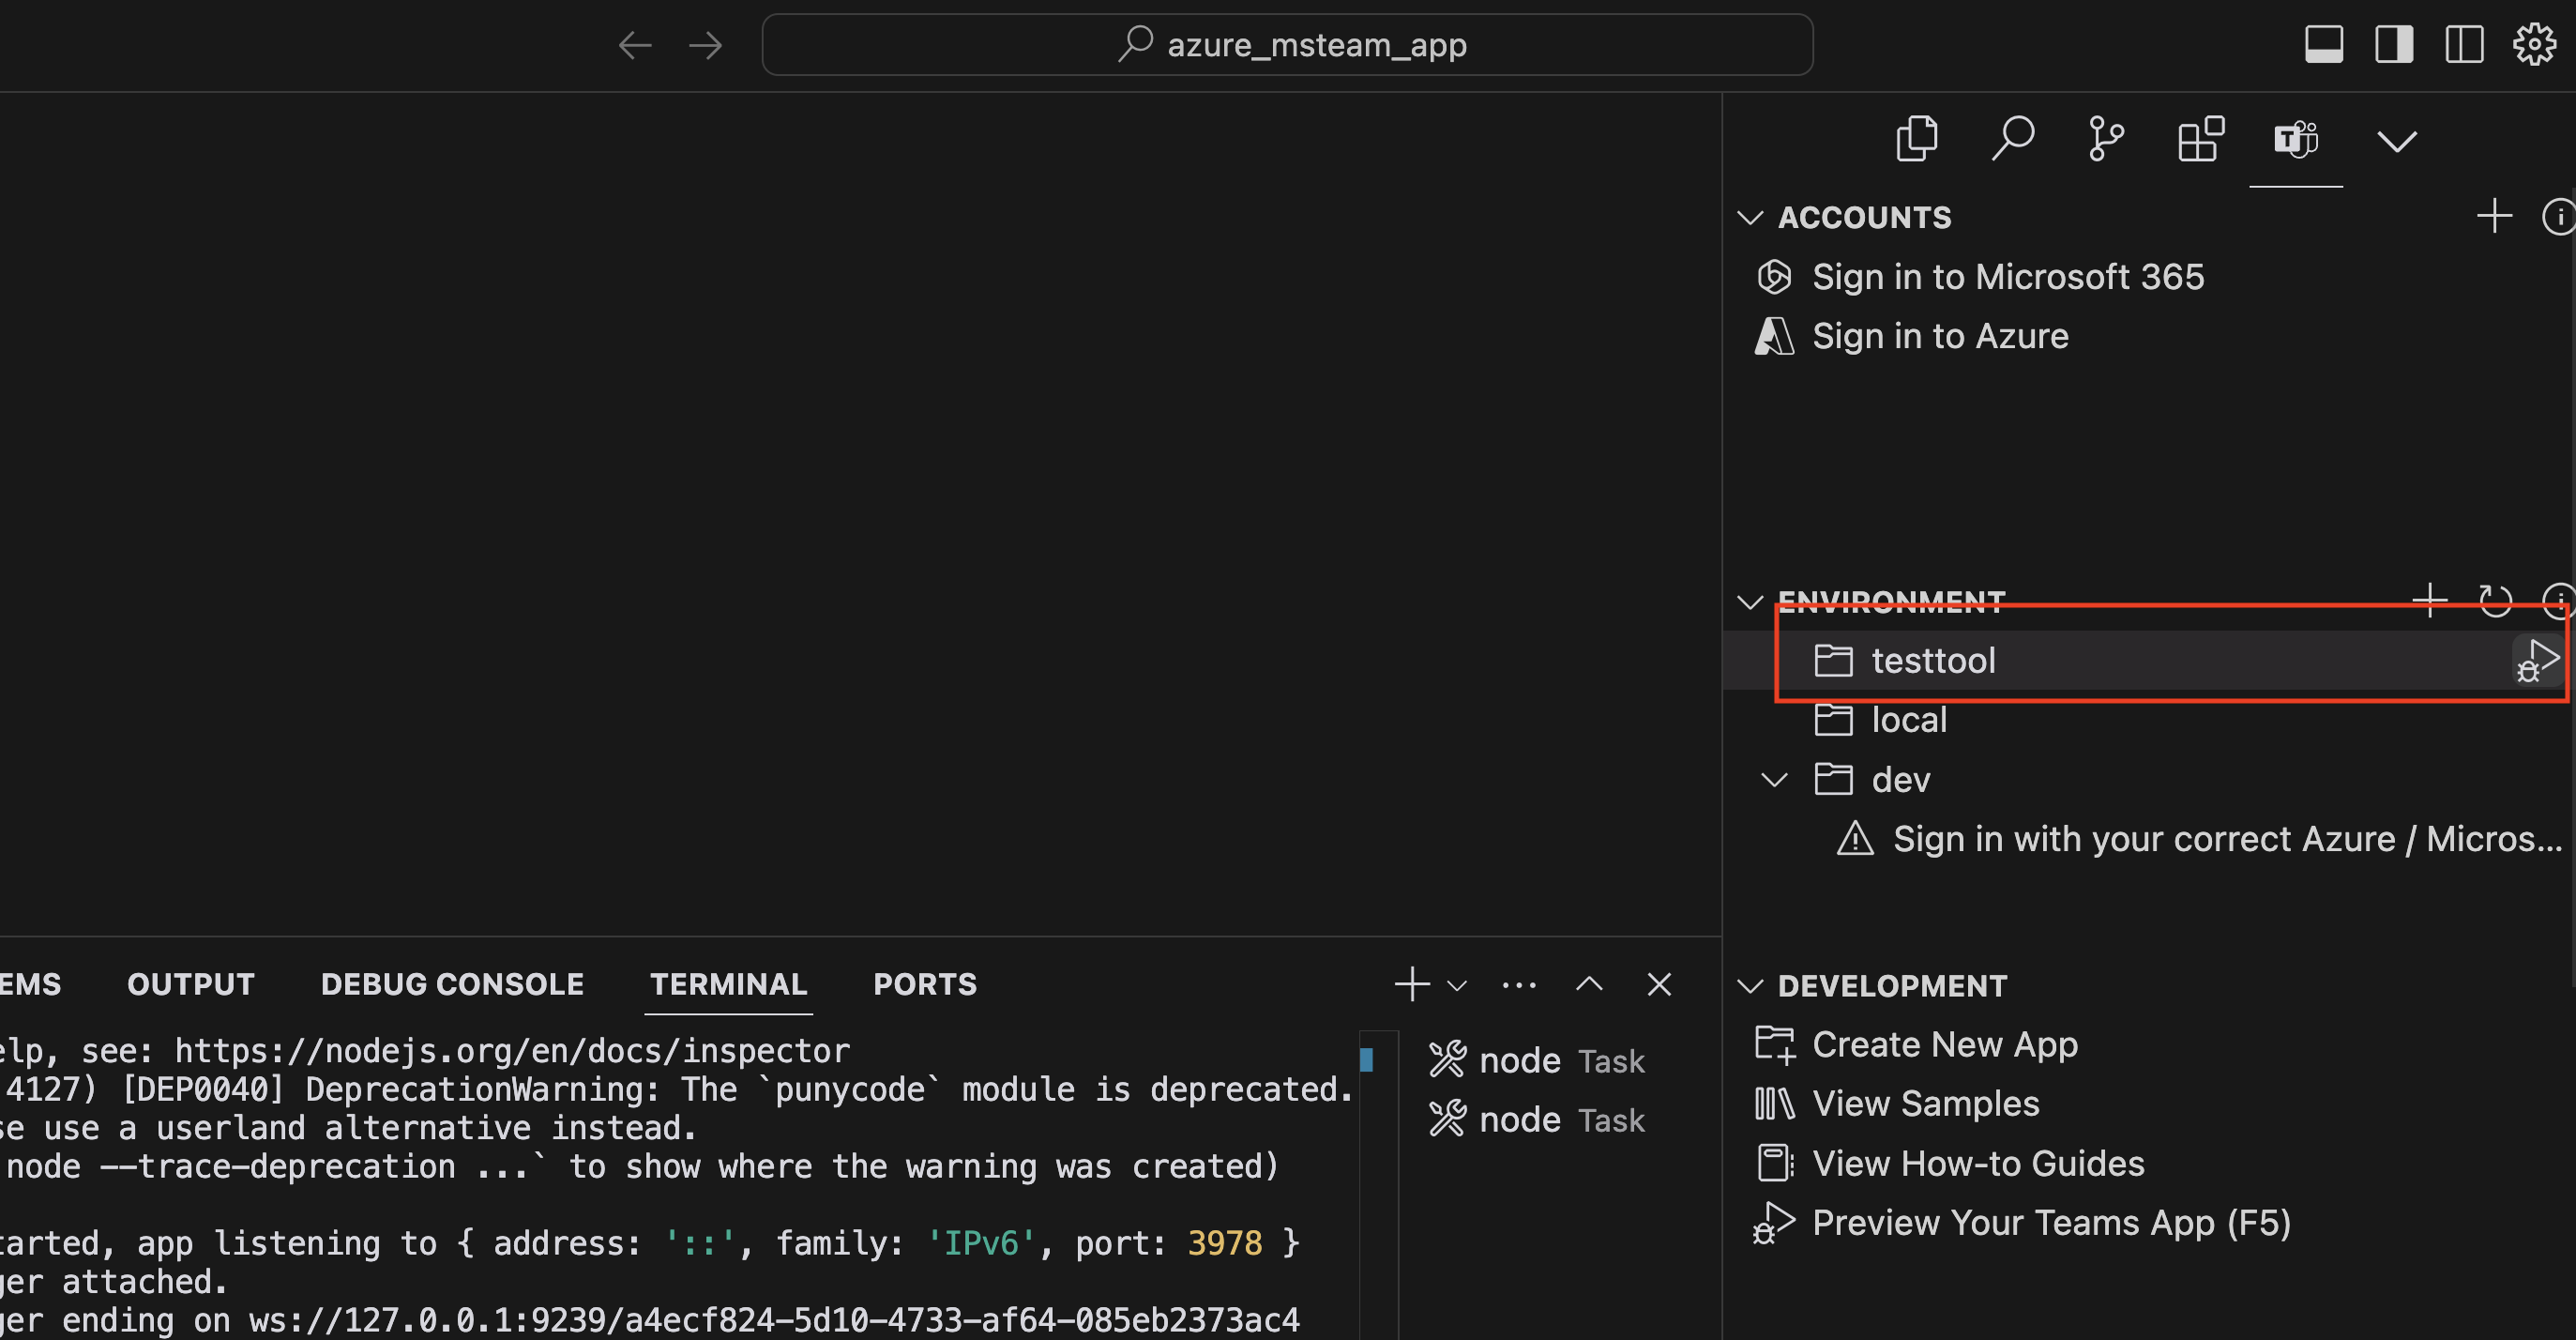 azure_msteam_app
ACCOUNTS
Sign in to Microsoft 365
Sign in to Azure
ENVIRONMENT
testtool
local
dev
Sign in with your correct Azure / Micros...
DEVELOPMENT
Create New App
View Samples
View How-to Guides
Preview Your Teams App (F5)
EMS OUTPUT DEBUG CONSOLE TERMINAL PORTS
elp, see: https://nodejs.org/en/docs/inspector
4127) [DEP0040] DeprecationWarning: The `punycode` module is deprecated.
se use a userland alternative instead.
node --trace-deprecation ...` to show where the warning was created)
tarted, app listening to { address: '::', family: 'IPv6', port: 3978 }
ger attached.
ger ending on ws://127.0.0.1:9239/a4ecf824-5d10-4733-af64-085eb2373ac4
node Task
node Task